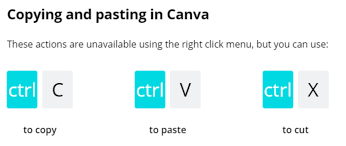 Copying and pasting in Canva
These actions are unavailable using the right click menu, but you can use:
ctrl C ctrl V ctrl X
to copy to paste to cut